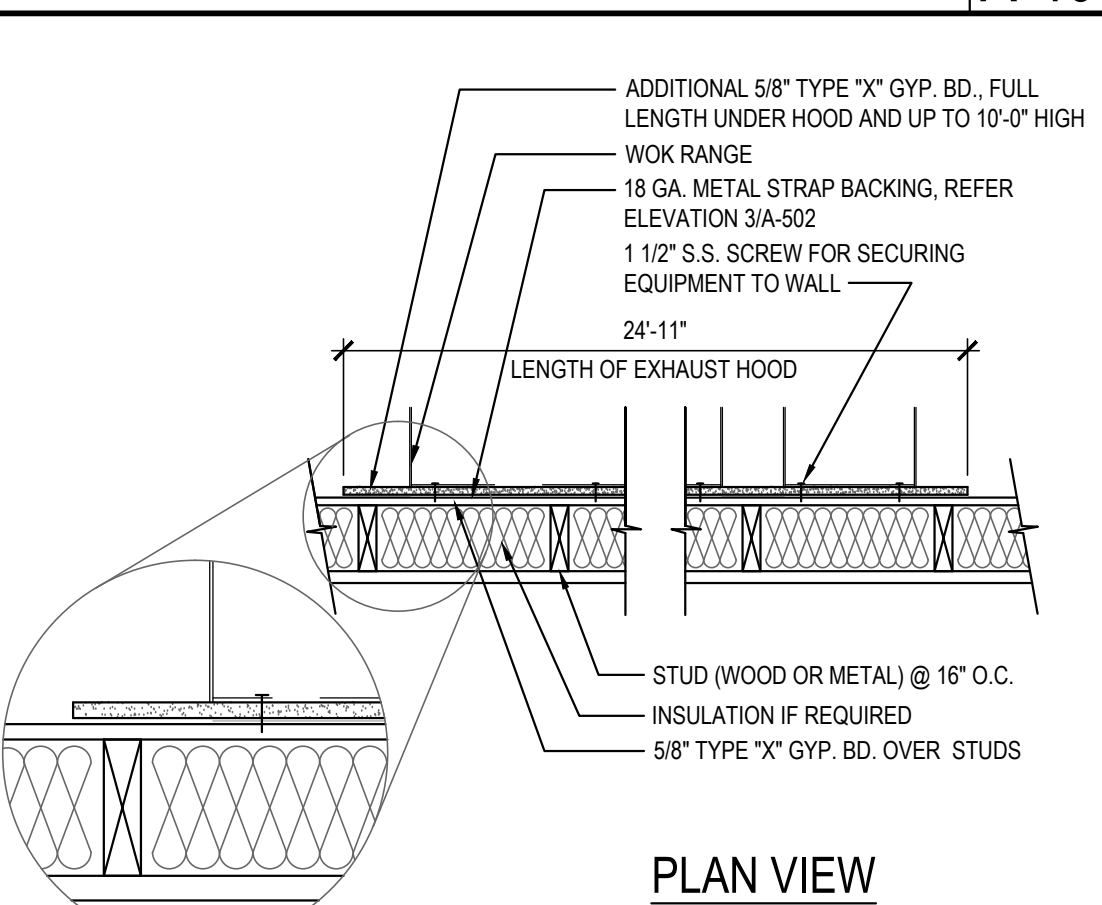 ADDITIONAL 5/8" TYPE "X" GYP. BD., FULL
LENGTH UNDER HOOD AND UP TO 10'-0" HIGH
WOK RANGE
18 GA. METAL STRAP BACKING, REFER
ELEVATION 3/A-502
1 1/2" S.S. SCREW FOR SECURING
EQUIPMENT TO WALL
24'-11"
LENGTH OF EXHAUST HOOD
STUD (WOOD OR METAL) @ 16" O.C.
INSULATION IF REQUIRED
5/8" TYPE "X" GYP. BD. OVER STUDS
PLAN VIEW